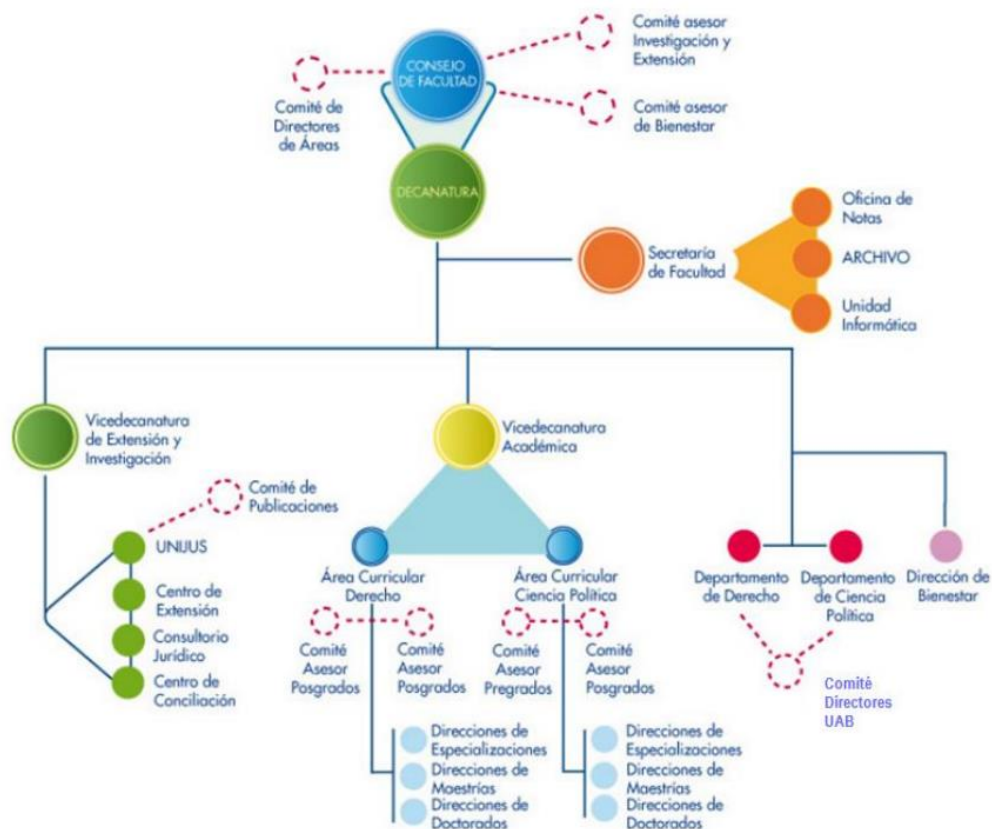 Comité asesor
Investigación y
Extensión
CONSEJO
DE FACULTAD
Comité de
Directores
de Áreas
Comité asesor
de Bienestar
DECANATURA
Oficina de
Notas
Secretaría
de Facultad
ARCHIVO
Unidad
Informática
Vicedecanatura
de Extensión y
Investigación
Vicedecanatura
Académica
Comité de
Publicaciones
UNIJUS
Centro de
Extensión
Consultorio
Jurídico
Centro de
Conciliación
Área Curricular
Derecho
Área Curricular
Ciencia Política
Departamento
de Derecho
Departamento
de Ciencia
Política
Dirección de
Bienestar
Comité
Asesor
Posgrados
Comité
Asesor
Posgrados
Comité
Asesor
Pregrados
Comité
Asesor
Posgrados
Comité
Directores
UAB
Direcciones de
Especializaciones
Direcciones de
Maestrías
Direcciones de
Doctorados
Direcciones de
Especializaciones
Direcciones de
Maestrías
Direcciones de
Doctorados